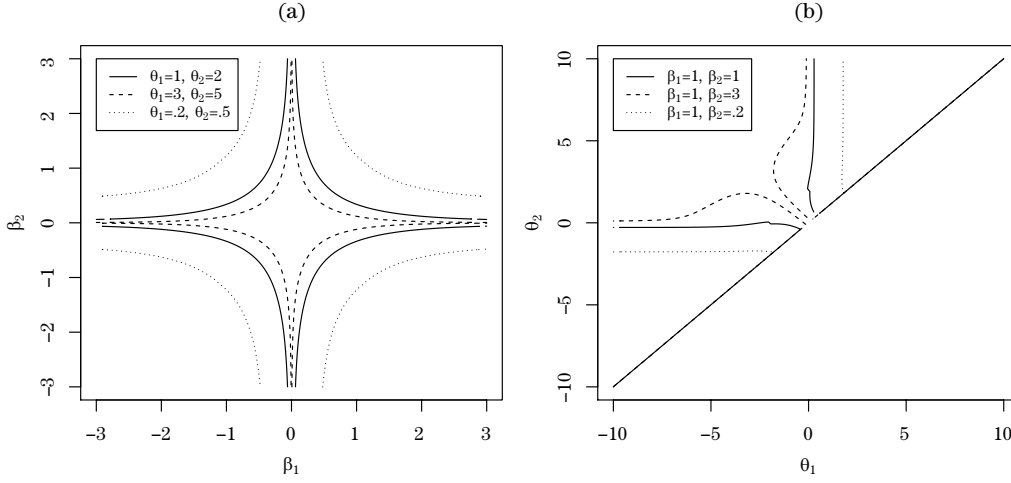 (a)
θ1=1, θ2=2
θ1=3, θ2=5
θ1=.2, θ2=.5
3
2
1
0
−1
−2
−3
β2
−3 −2 −1 0 1 2 3
β1
(b)
β1=1, β2=1
β1=1, β2=3
β1=1, β2=.2
10
5
0
−5
−10
θ2
−10 −5 0 5 10
θ1